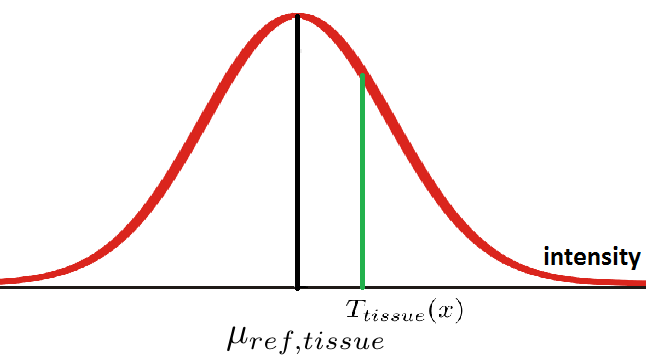 intensity
T_{tissue}(x)
μ_{ref,tissue}